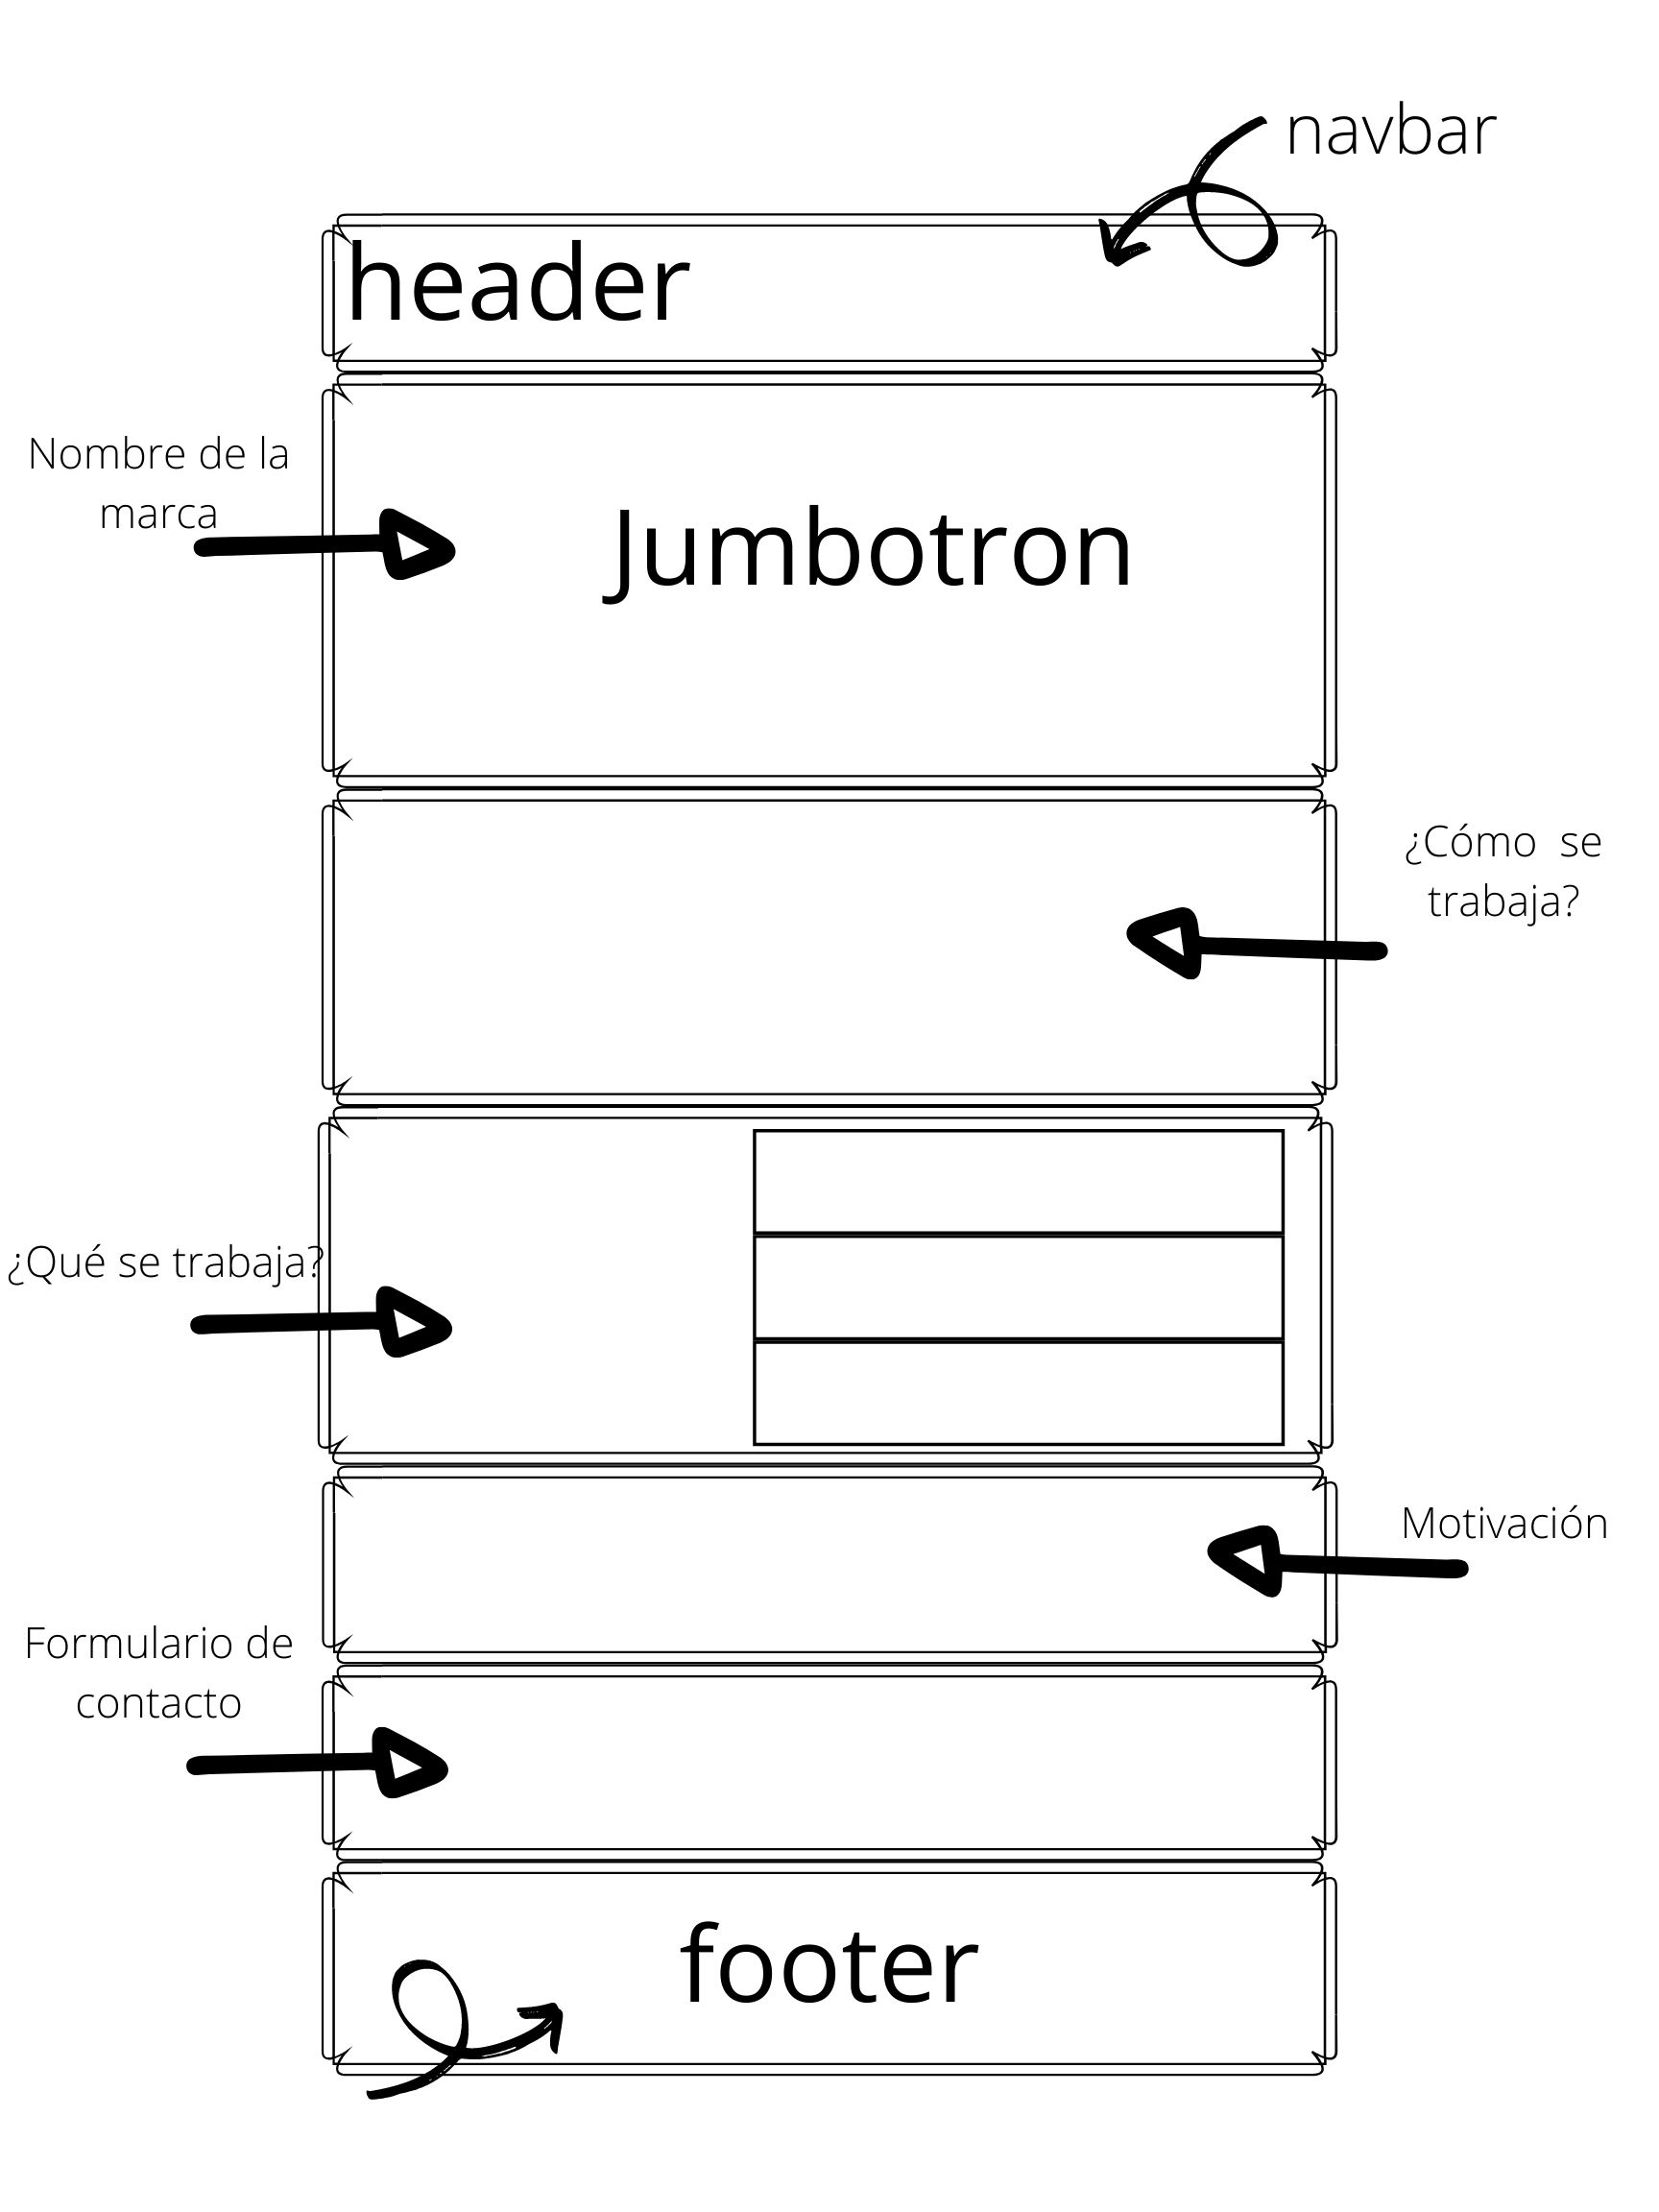 navbar
header
Nombre de la
marca
Jumbotron
¿Cómo se
trabaja?
¿Qué se trabaja?
Motivación
Formulario de
contacto
footer